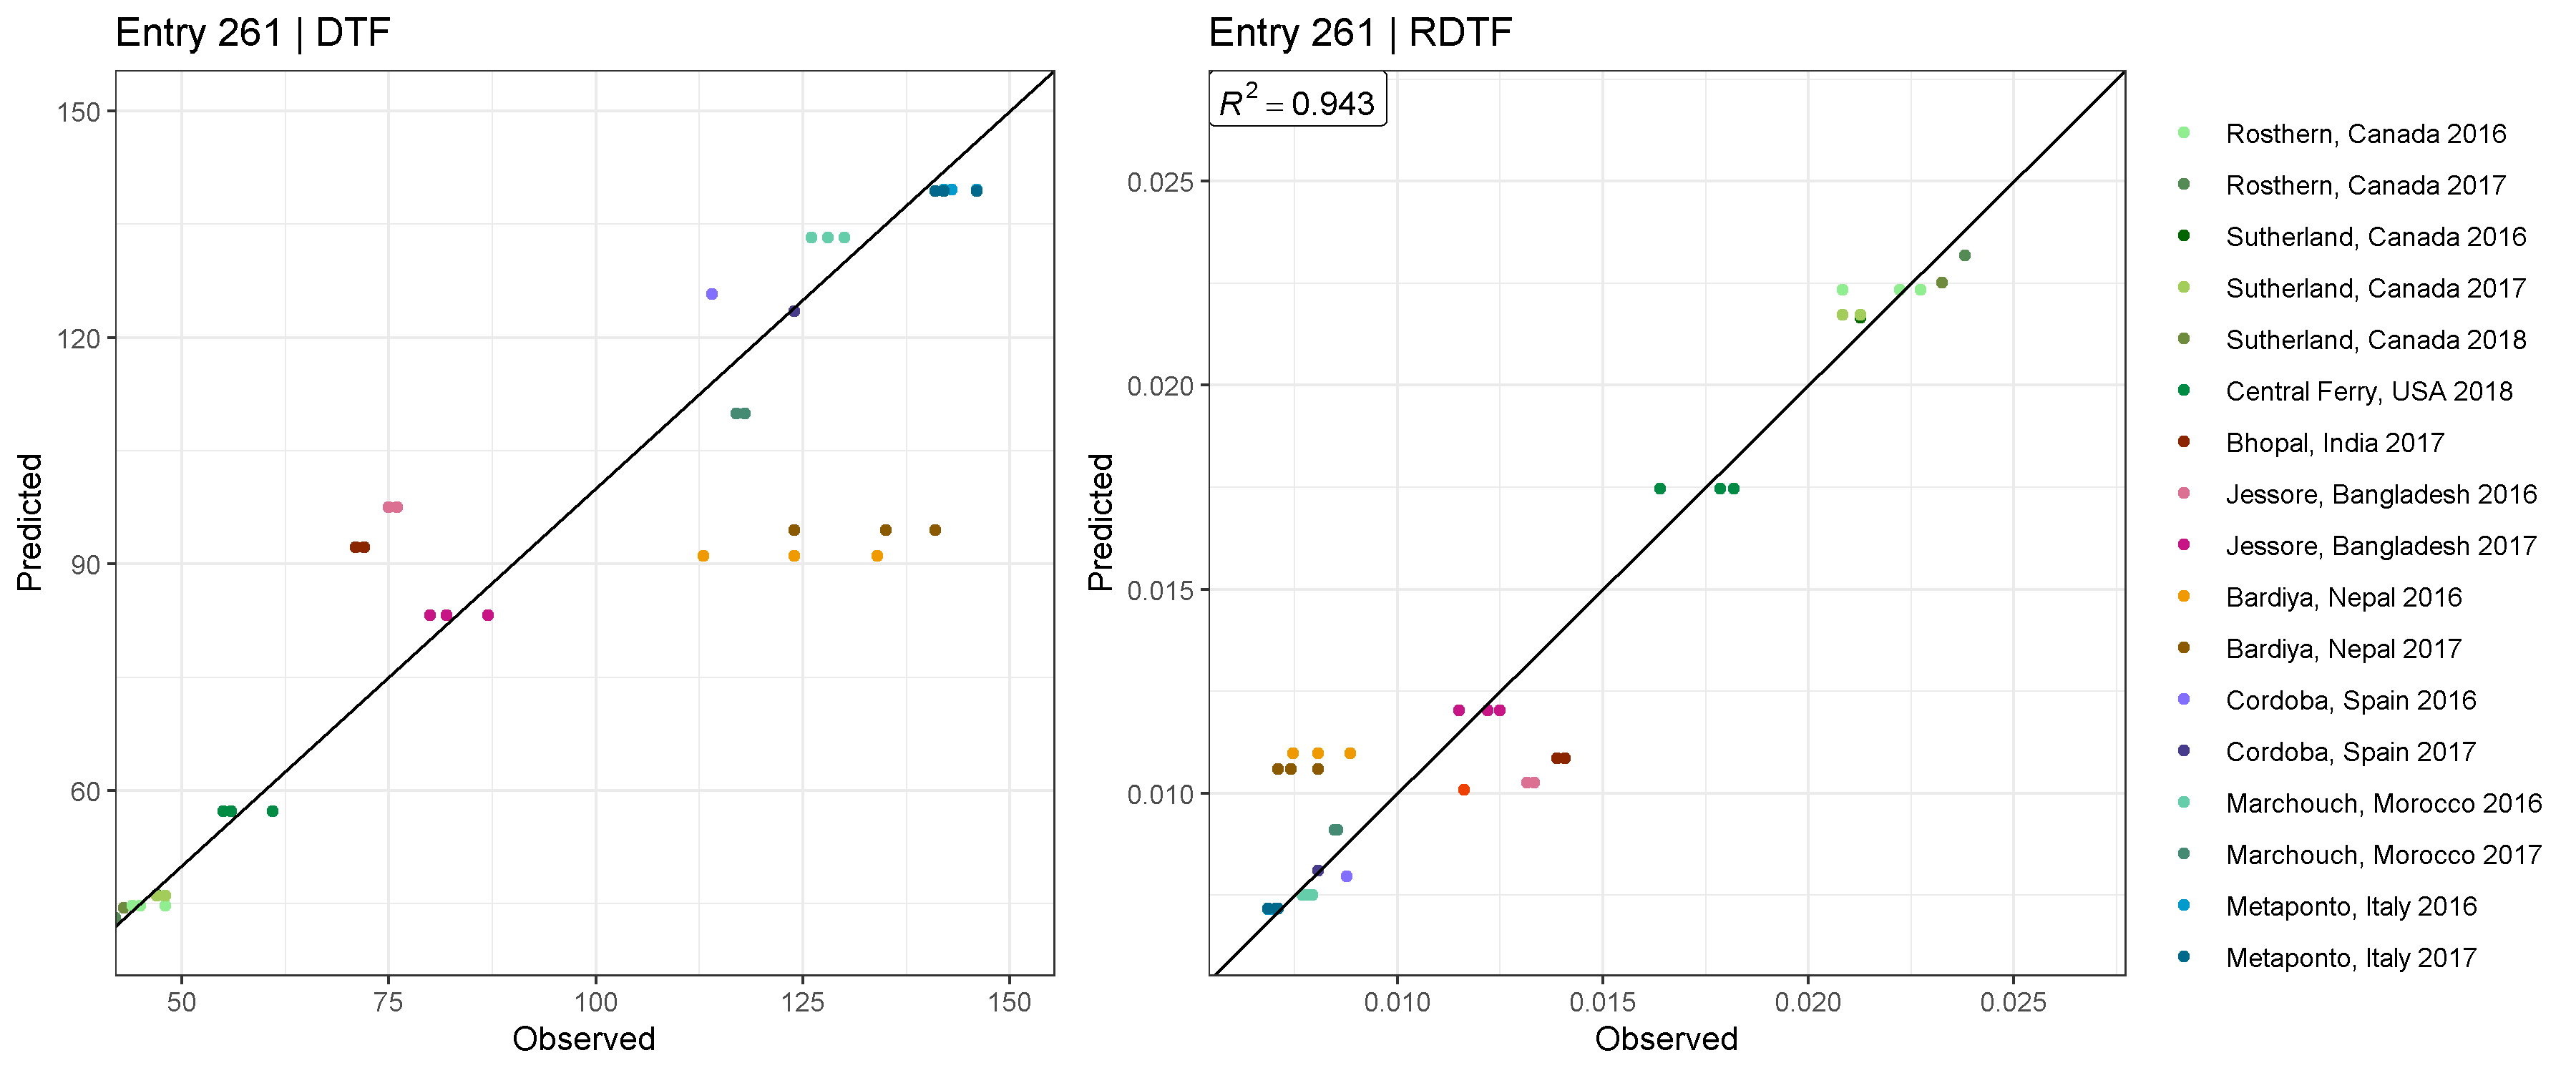 Entry 261 | DTF
150
120
90
60
Predicted
50
75
100
125
150
Observed
Entry 261 | RDTF
R² = 0.943
0.025
0.020
0.015
0.010
Predicted
0.010
0.015
0.020
0.025
Observed
Rosthern, Canada 2016
Rosthern, Canada 2017
Sutherland, Canada 2016
Sutherland, Canada 2017
Sutherland, Canada 2018
Central Ferry, USA 2018
Bhopal, India 2017
Jessore, Bangladesh 2016
Jessore, Bangladesh 2017
Bardiya, Nepal 2016
Bardiya, Nepal 2017
Cordoba, Spain 2016
Cordoba, Spain 2017
Marchouch, Morocco 2016
Marchouch, Morocco 2017
Metaponto, Italy 2016
Metaponto, Italy 2017